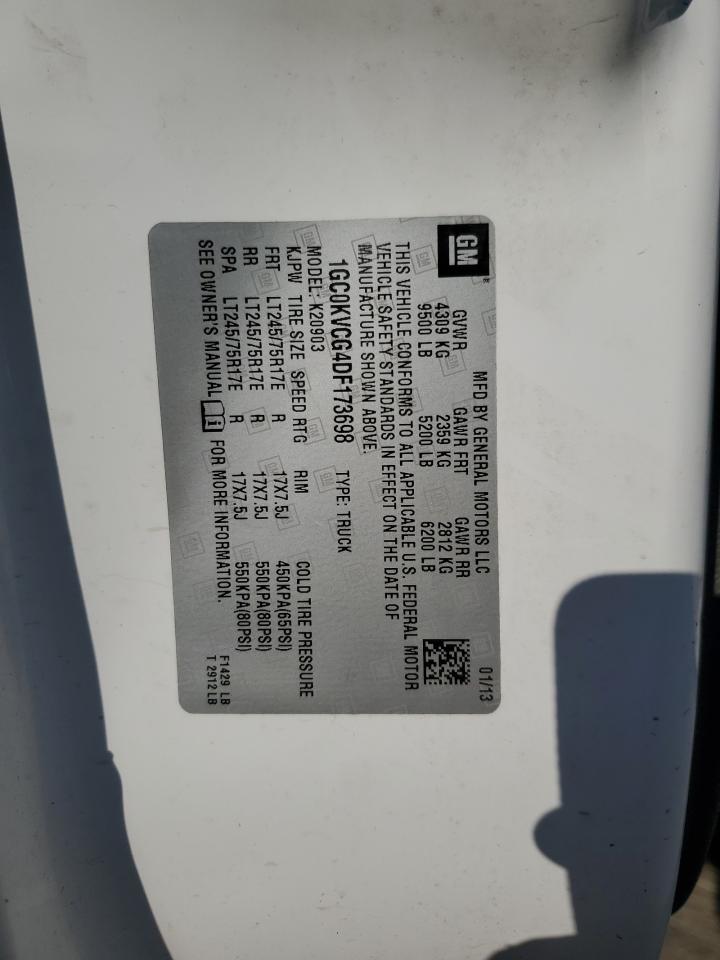 GM® MFD BY GENERAL MOTORS LLC 01/13
GVWR GAWR FRT GAWR RR
4309 KG 2359 KG 2812 KG
9500 LB 5200 LB 6200 LB
THIS VEHICLE CONFORMS TO ALL APPLICABLE U.S. FEDERAL MOTOR
VEHICLE SAFETY STANDARDS IN EFFECT ON THE DATE OF
MANUFACTURE SHOWN ABOVE.
1GC0KVCG4DF173698 TYPE: TRUCK
MODEL: K20903
KJPW TIRE SIZE SPEED RTG RIM COLD TIRE PRESSURE
FRT LT245/75R17E R 17X7.5J 450KPA(65PSI)
RR LT245/75R17E R 17X7.5J 550KPA(80PSI)
SPA LT245/75R17E R 17X7.5J 550KPA(80PSI)
SEE OWNER'S MANUAL i FOR MORE INFORMATION.
F1429 LB
T 2912 LB